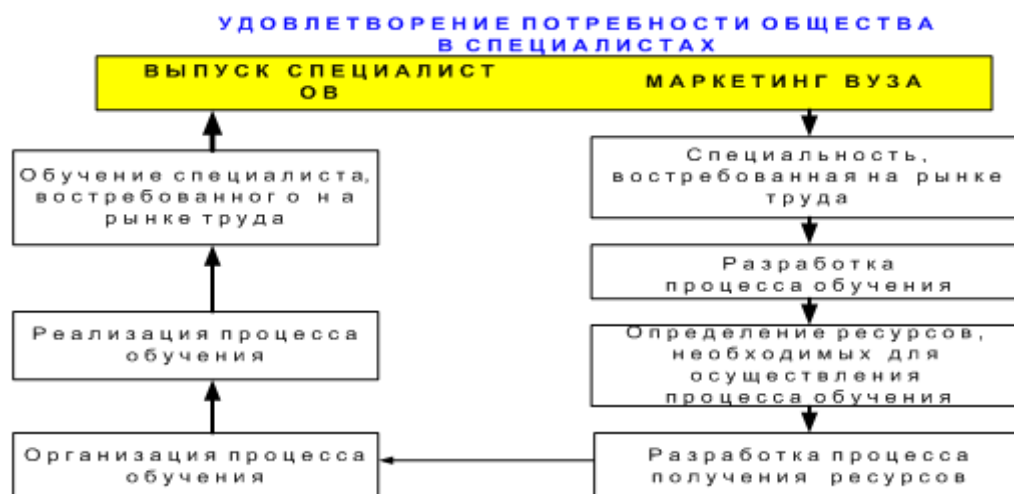 УДОВЛЕТВОРЕНИЕ ПОТРЕБНОСТИ ОБЩЕСТВА
В СПЕЦИАЛИСТАХ
ВЫПУСК СПЕЦИАЛИСТ
ОВ
МАРКЕТИНГ ВУЗА
Обучение специалиста,
востребованного на
рынке труда
Реализация процесса
обучения
Организация процесса
обучения
Специальность,
востребованная на рынке
труда
Разработка
процесса обучения
Определение ресурсов,
необходимых для
осуществления
процесса обучения
Разработка процесса
получения ресурсов